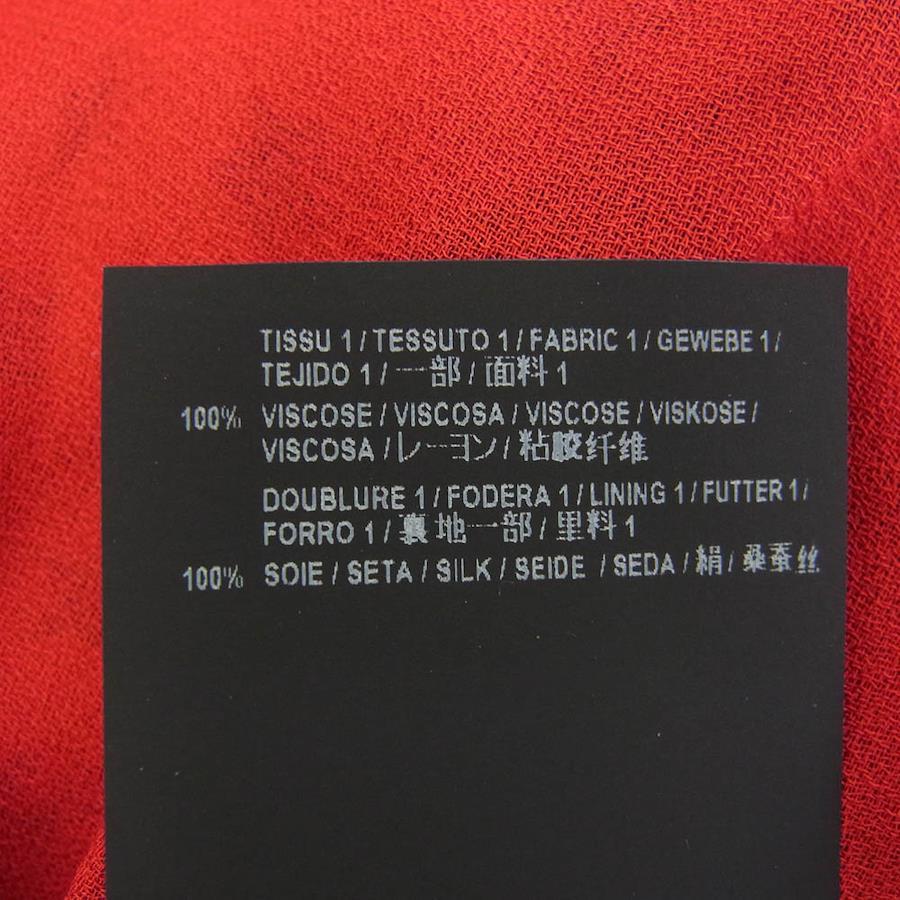 TISSU 1 / TESSUTO 1 / FABRIC 1 / GEWEBE 1 /
TEJIDO 1 / 一部 / 面料 1
100% VISCOSE / VISCOSA / VISCOSE / VISKOSE /
VISCOSA / レーヨン / 粘胶纤维
DOUBLURE 1 / FODERA 1 / LINING 1 / FUTTER 1 /
FORRO 1 / 裏地一部 / 里料 1
100% SOIE / SETA / SILK / SEIDE / SEDA / 絹 / 桑蚕丝